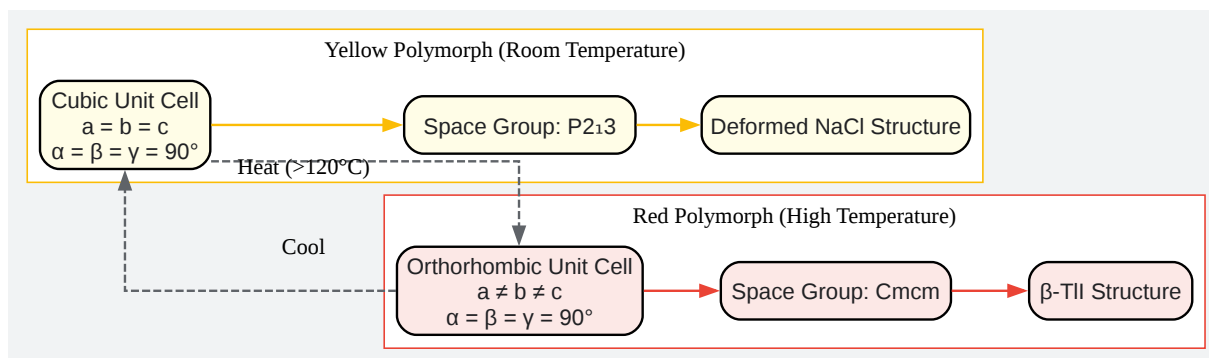 Yellow Polymorph (Room Temperature)
Cubic Unit Cell
a = b = c
α = β = γ = 90°
Space Group: P2₁3
Deformed NaCl Structure
Heat (>120°C)
Red Polymorph (High Temperature)
Cool
Orthorhombic Unit Cell
a ≠ b ≠ c
α = β = γ = 90°
Space Group: Cmcm
β-TlI Structure